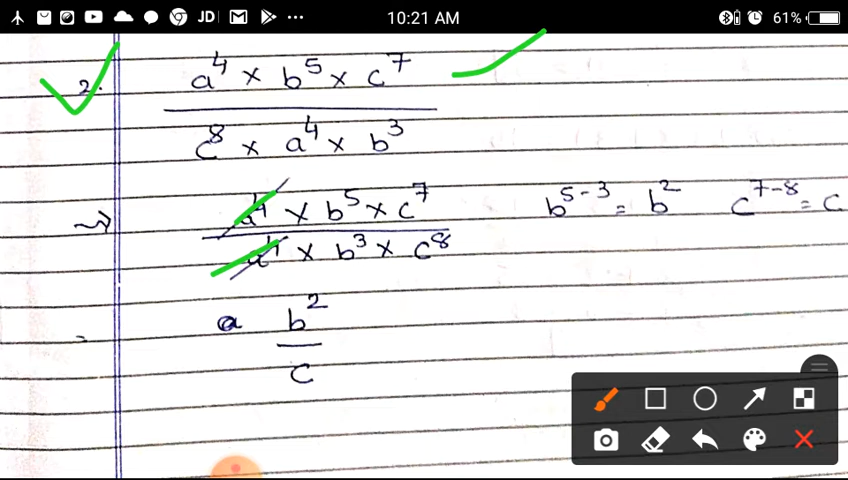 JD 10:21 AM 61%
2. a⁴ × b⁵ × c⁷
c⁸ × a⁴ × b³
a⁴ × b⁵ × c⁷ b⁵⁻³ = b² c⁷⁻⁸ = c
a⁴ × b³ × c⁸
= a b²
c